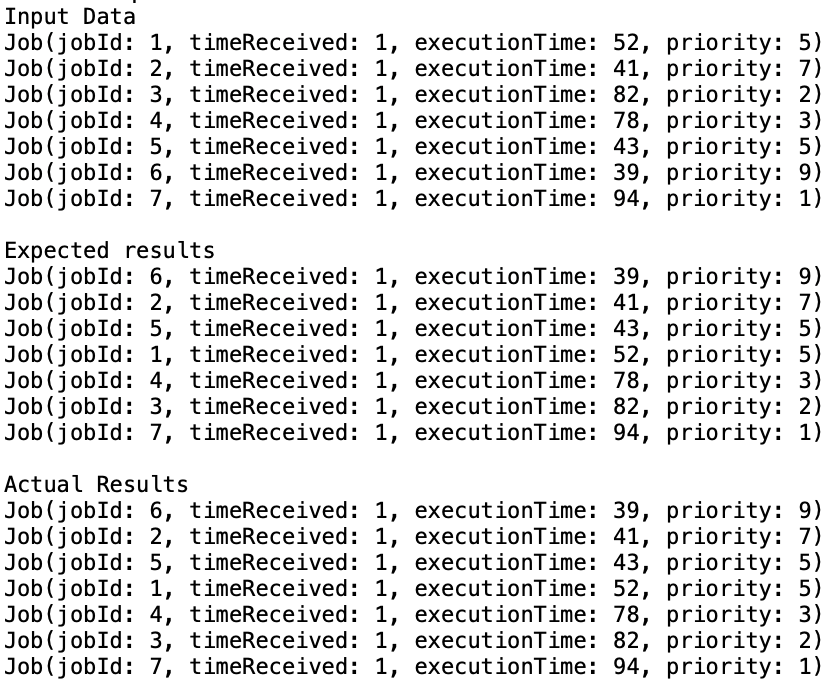 Input Data
Job(jobId: 1, timeReceived: 1, executionTime: 52, priority: 5)
Job(jobId: 2, timeReceived: 1, executionTime: 41, priority: 7)
Job(jobId: 3, timeReceived: 1, executionTime: 82, priority: 2)
Job(jobId: 4, timeReceived: 1, executionTime: 78, priority: 3)
Job(jobId: 5, timeReceived: 1, executionTime: 43, priority: 5)
Job(jobId: 6, timeReceived: 1, executionTime: 39, priority: 9)
Job(jobId: 7, timeReceived: 1, executionTime: 94, priority: 1)

Expected results
Job(jobId: 6, timeReceived: 1, executionTime: 39, priority: 9)
Job(jobId: 2, timeReceived: 1, executionTime: 41, priority: 7)
Job(jobId: 5, timeReceived: 1, executionTime: 43, priority: 5)
Job(jobId: 1, timeReceived: 1, executionTime: 52, priority: 5)
Job(jobId: 4, timeReceived: 1, executionTime: 78, priority: 3)
Job(jobId: 3, timeReceived: 1, executionTime: 82, priority: 2)
Job(jobId: 7, timeReceived: 1, executionTime: 94, priority: 1)

Actual Results
Job(jobId: 6, timeReceived: 1, executionTime: 39, priority: 9)
Job(jobId: 2, timeReceived: 1, executionTime: 41, priority: 7)
Job(jobId: 5, timeReceived: 1, executionTime: 43, priority: 5)
Job(jobId: 1, timeReceived: 1, executionTime: 52, priority: 5)
Job(jobId: 4, timeReceived: 1, executionTime: 78, priority: 3)
Job(jobId: 3, timeReceived: 1, executionTime: 82, priority: 2)
Job(jobId: 7, timeReceived: 1, executionTime: 94, priority: 1)